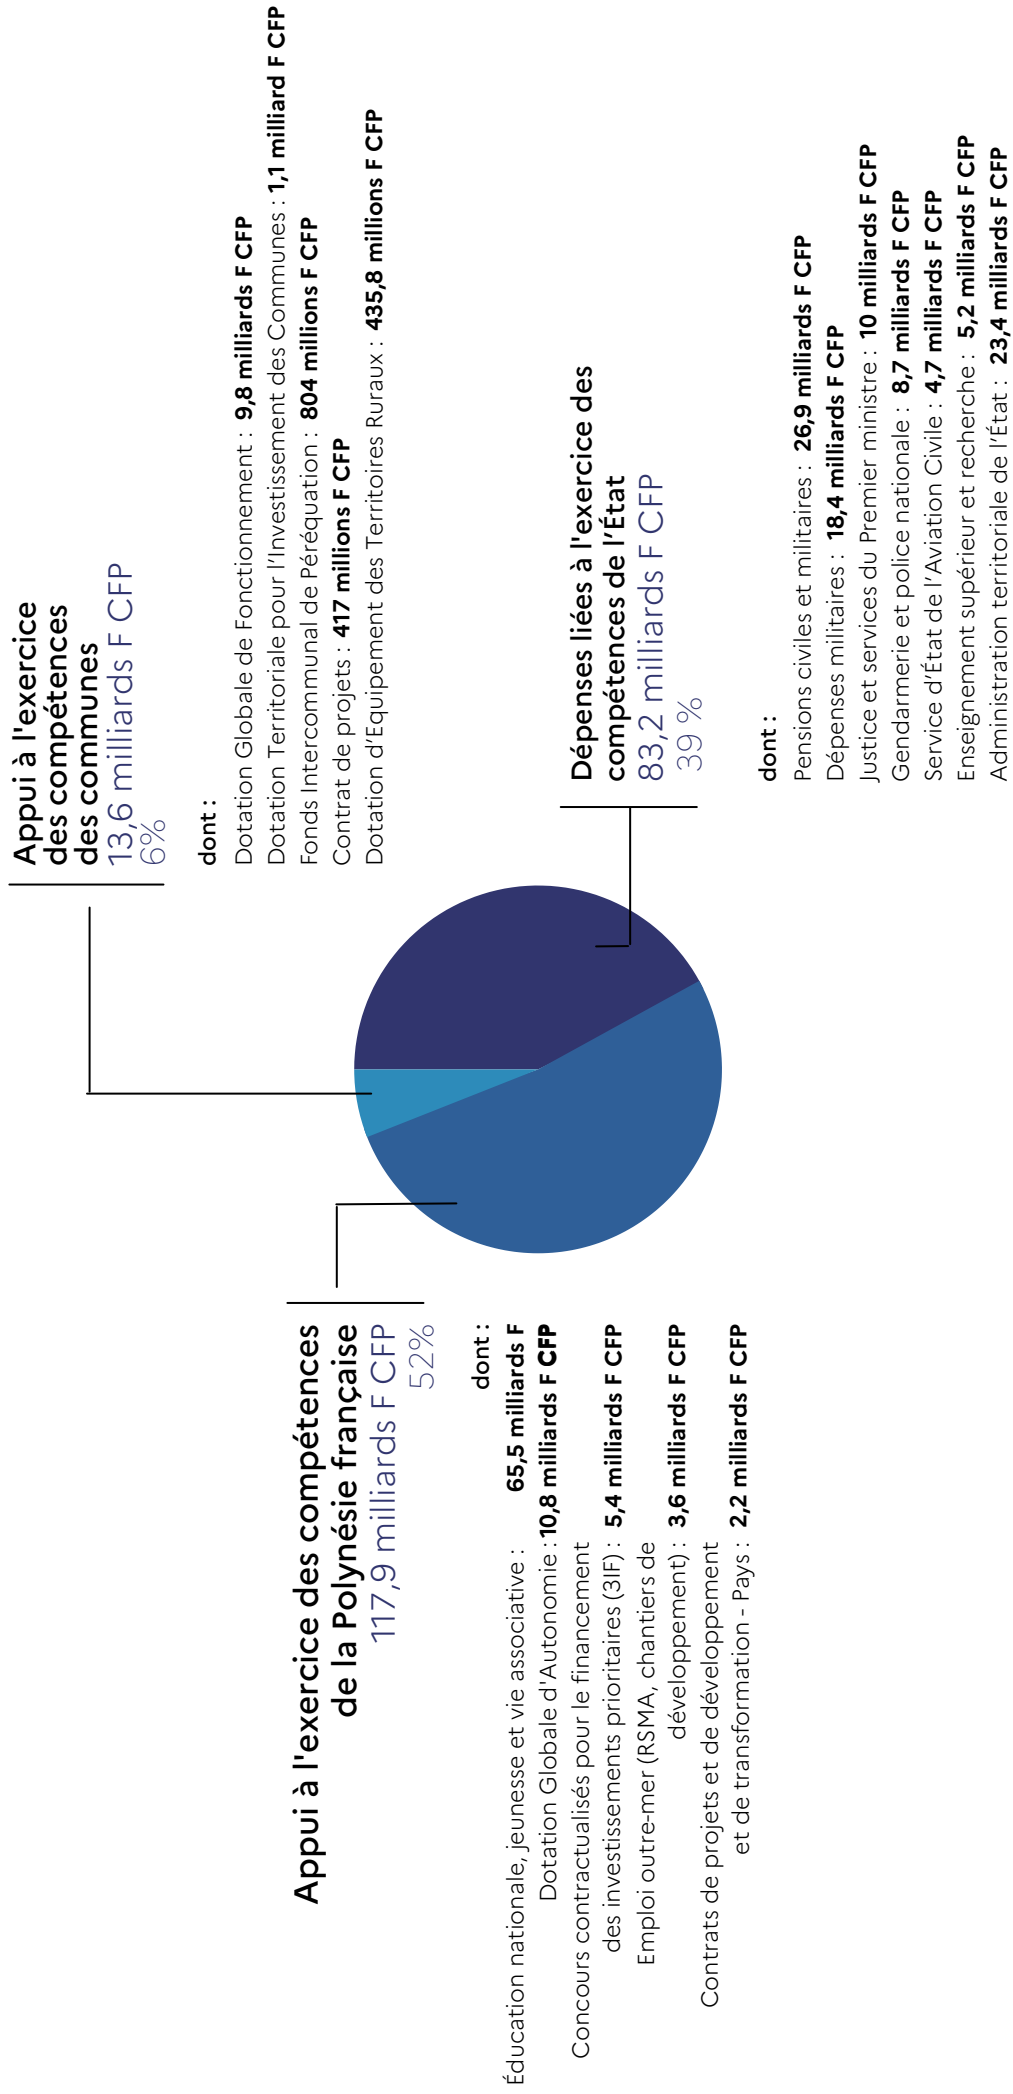 Appui à l'exercice des compétences
de la Polynésie française
117,9 milliards F CFP
52%
dont :
Éducation nationale, jeunesse et vie associative : 65,5 milliards F
Dotation Globale d'Autonomie : 10,8 milliards F CFP
Concours contractualisés pour le financement
des investissements prioritaires (3IF) : 5,4 milliards F CFP
Emploi outre-mer (RSMA, chantiers de
développement) : 3,6 milliards F CFP
Contrats de projets et de développement
et de transformation - Pays : 2,2 milliards F CFP
Appui à l'exercice
des compétences
des communes
13,6 milliards F CFP
6%
dont :
Dotation Globale de Fonctionnement : 9,8 milliards F CFP
Dotation Territoriale pour l'Investissement des Communes : 1,1 milliard F CFP
Fonds Intercommunal de Péréquation : 804 millions F CFP
Contrat de projets : 417 millions F CFP
Dotation d'Equipement des Territoires Ruraux : 435,8 millions F CFP
Dépenses liées à l'exercice des
compétences de l'État
83,2 milliards F CFP
39 %
dont :
Pensions civiles et militaires : 26,9 milliards F CFP
Dépenses militaires : 18,4 milliards F CFP
Justice et services du Premier ministre : 10 milliards F CFP
Gendarmerie et police nationale : 8,7 milliards F CFP
Service d'État de l'Aviation Civile : 4,7 milliards F CFP
Enseignement supérieur et recherche : 5,2 milliards F CFP
Administration territoriale de l'État : 23,4 milliards F CFP